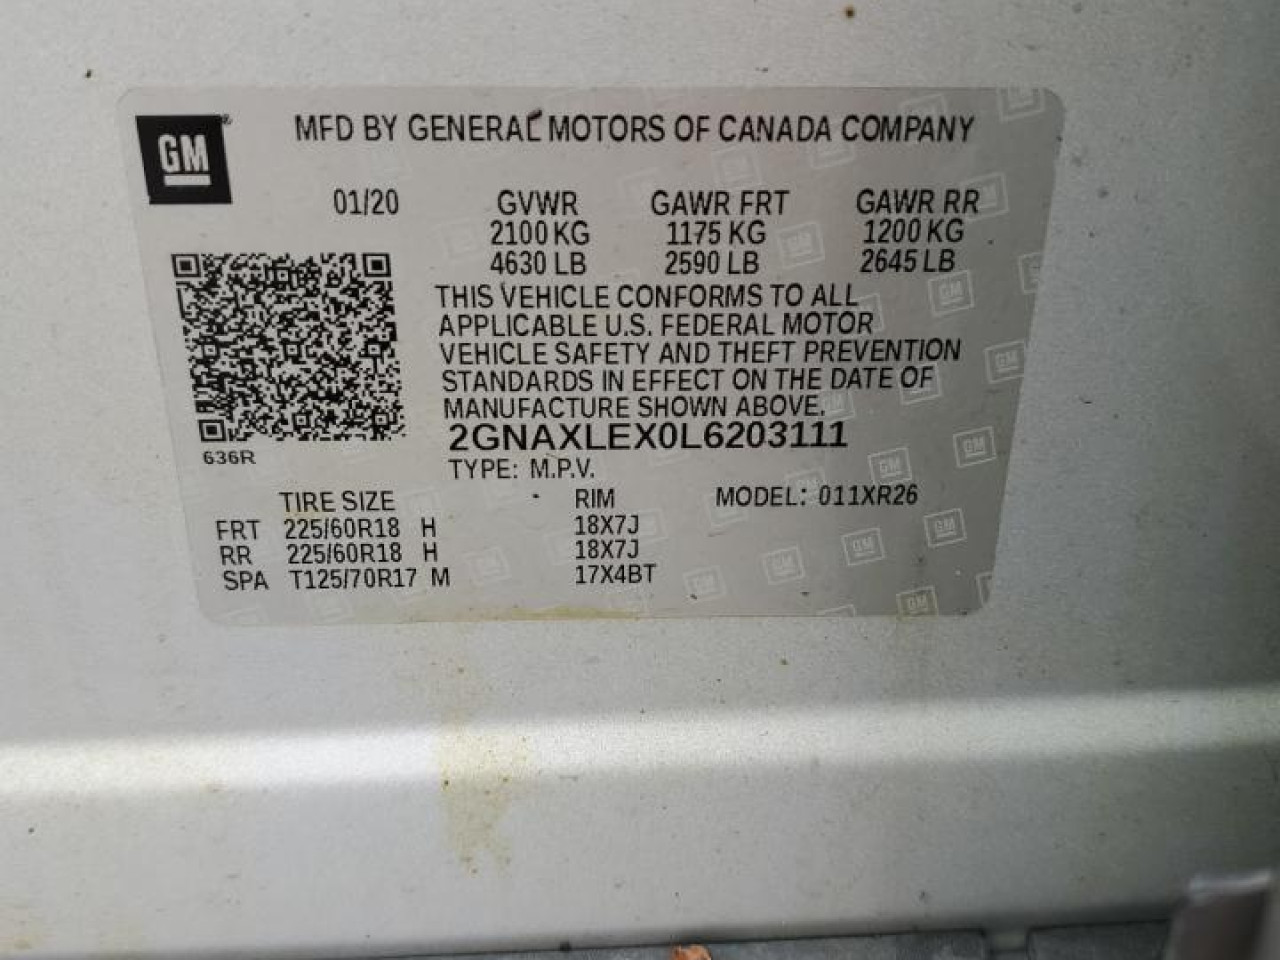 GM®
MFD BY GENERAL MOTORS OF CANADA COMPANY
01/20 GVWR GAWR FRT GAWR RR
2100 KG 1175 KG 1200 KG
4630 LB 2590 LB 2645 LB
THIS VEHICLE CONFORMS TO ALL
APPLICABLE U.S. FEDERAL MOTOR
VEHICLE SAFETY AND THEFT PREVENTION
STANDARDS IN EFFECT ON THE DATE OF
MANUFACTURE SHOWN ABOVE.
2GNAXLEX0L6203111
636R
TYPE: M.P.V.
TIRE SIZE RIM MODEL: 011XR26
FRT 225/60R18 H 18X7J
RR 225/60R18 H 18X7J
SPA T125/70R17 M 17X4BT